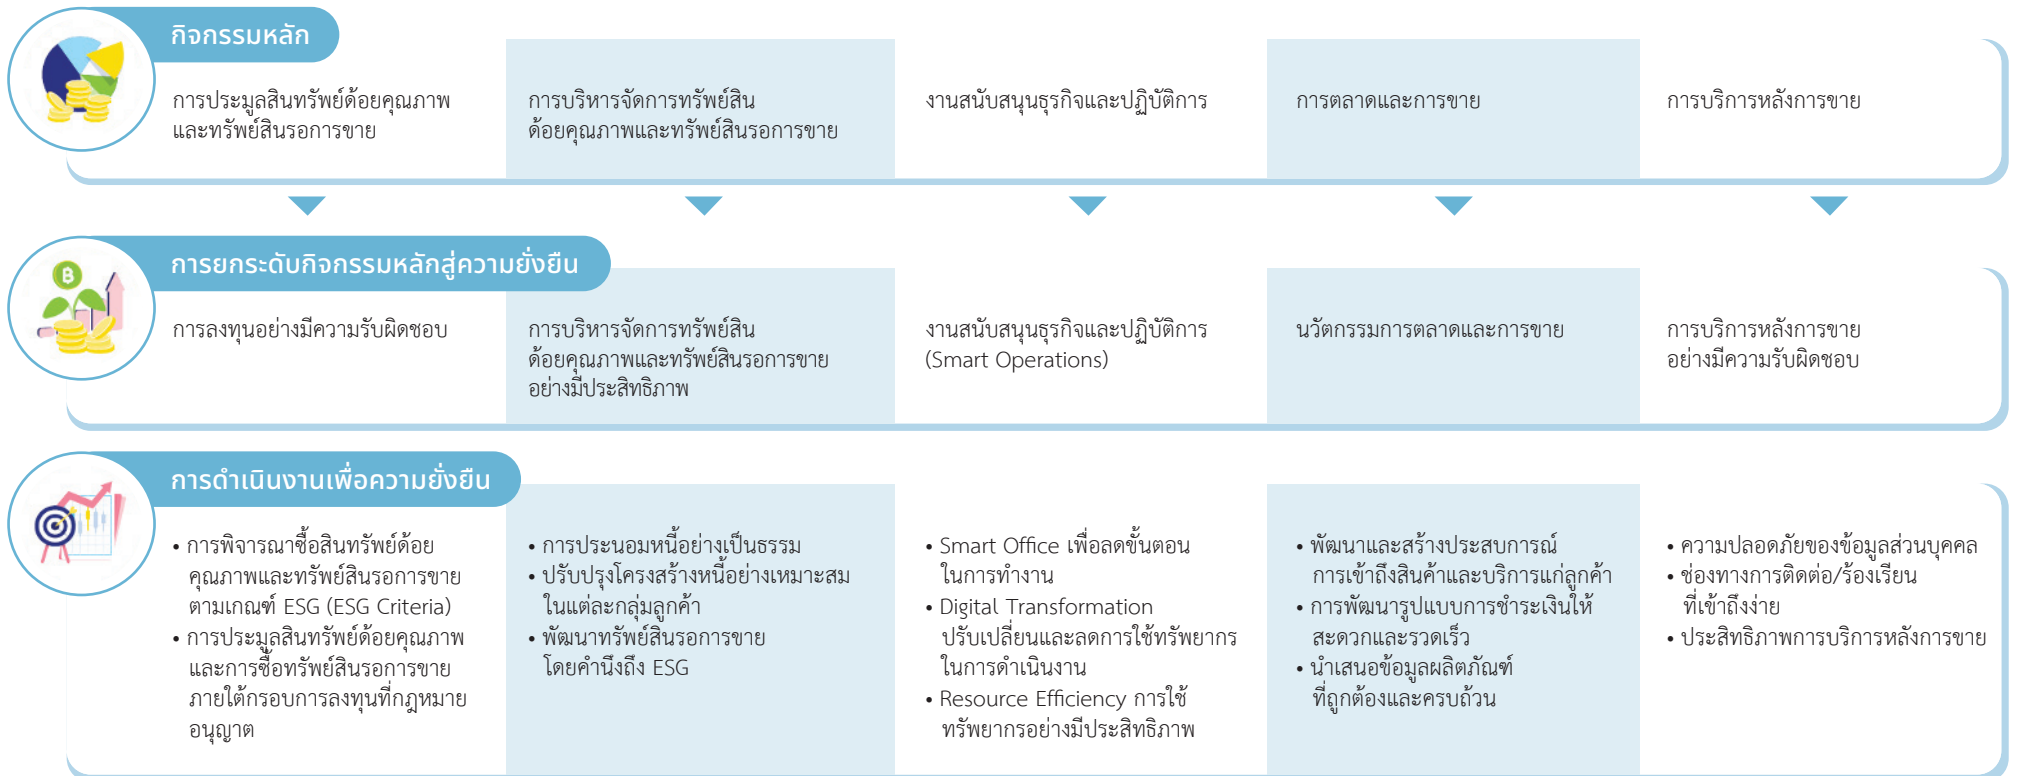 กิจกรรมหลัก
การประมูลสินทรัพย์ด้อยคุณภาพ
และทรัพย์สินรอการขาย
การบริหารจัดการทรัพย์สิน
ด้อยคุณภาพและทรัพย์สินรอการขาย
งานสนับสนุนธุรกิจและปฏิบัติการ
การตลาดและการขาย
การบริการหลังการขาย
การยกระดับกิจกรรมหลักสู่ความยั่งยืน
การลงทุนอย่างมีความรับผิดชอบ
การบริหารจัดการทรัพย์สิน
ด้อยคุณภาพและทรัพย์สินรอการขาย
อย่างมีประสิทธิภาพ
งานสนับสนุนธุรกิจและปฏิบัติการ
(Smart Operations)
นวัตกรรมการตลาดและการขาย
การบริการหลังการขาย
อย่างมีความรับผิดชอบ
การดำเนินงานเพื่อความยั่งยืน
• การพิจารณาซื้อสินทรัพย์ด้อย
คุณภาพและทรัพย์สินรอการขาย
ตามเกณฑ์ ESG (ESG Criteria)
• การประมูลสินทรัพย์ด้อยคุณภาพ
และการซื้อทรัพย์สินรอการขาย
ภายใต้กรอบการลงทุนที่กฎหมาย
อนุญาต
• การประนอมหนี้อย่างเป็นธรรม
• ปรับปรุงโครงสร้างหนี้อย่างเหมาะสม
ในแต่ละกลุ่มลูกค้า
• พัฒนาทรัพย์สินรอการขาย
โดยคำนึงถึง ESG
• Smart Office เพื่อลดขั้นตอน
ในการทำงาน
• Digital Transformation
ปรับเปลี่ยนและลดการใช้ทรัพยากร
ในการดำเนินงาน
• Resource Efficiency การใช้
ทรัพยากรอย่างมีประสิทธิภาพ
• พัฒนาและสร้างประสบการณ์
การเข้าถึงสินค้าและบริการแก่ลูกค้า
• การพัฒนารูปแบบการชำระเงินให้
สะดวกและรวดเร็ว
• นำเสนอข้อมูลผลิตภัณฑ์
ที่ถูกต้องและครบถ้วน
• ความปลอดภัยของข้อมูลส่วนบุคคล
• ช่องทางการติดต่อ/ร้องเรียน
ที่เข้าถึงง่าย
• ประสิทธิภาพการบริการหลังการขาย